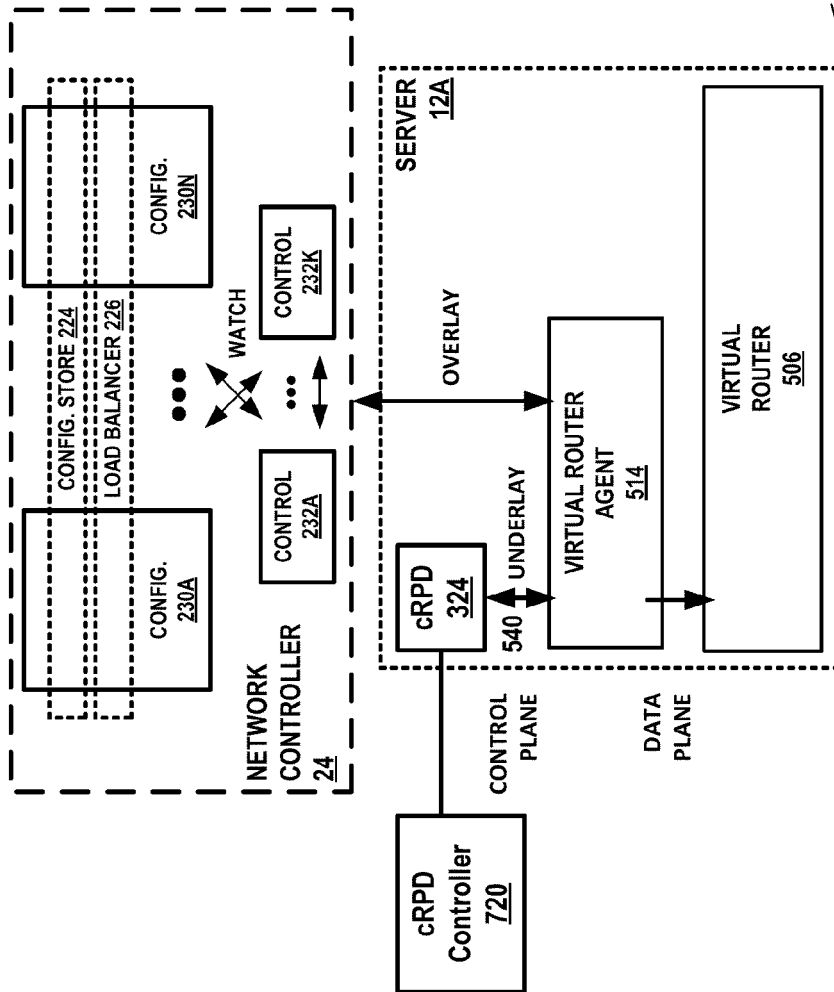 CONFIG. STORE 224
LOAD BALANCER 226
CONFIG.
230A
CONFIG.
230N
WATCH
CONTROL
232A
CONTROL
232K
NETWORK
CONTROLLER
24
cRPD
Controller
720
cRPD
324
540
UNDERLAY
OVERLAY
SERVER
12A
CONTROL
PLANE
VIRTUAL ROUTER
AGENT
514
DATA
PLANE
VIRTUAL
ROUTER
506